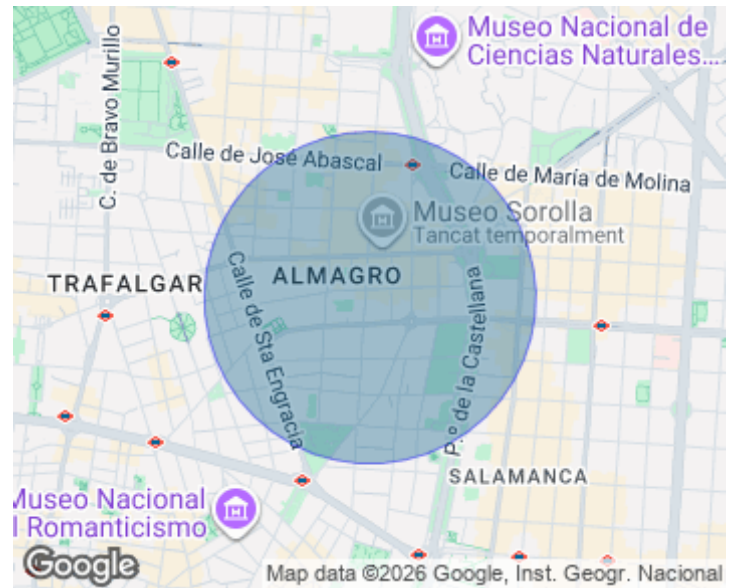 Museo Nacional de
Ciencias Naturales...
C. de Bravo Murillo
Calle de José Abascal
Calle de María de Molina
Museo Sorolla
Tancat temporalment
TRAFALGAR
ALMAGRO
Calle de Sta Engracia
P.º de la Castellana
SALAMANCA
Museo Nacional
l Romanticismo
Google
Map data ©2026 Google, Inst. Geogr. Nacional